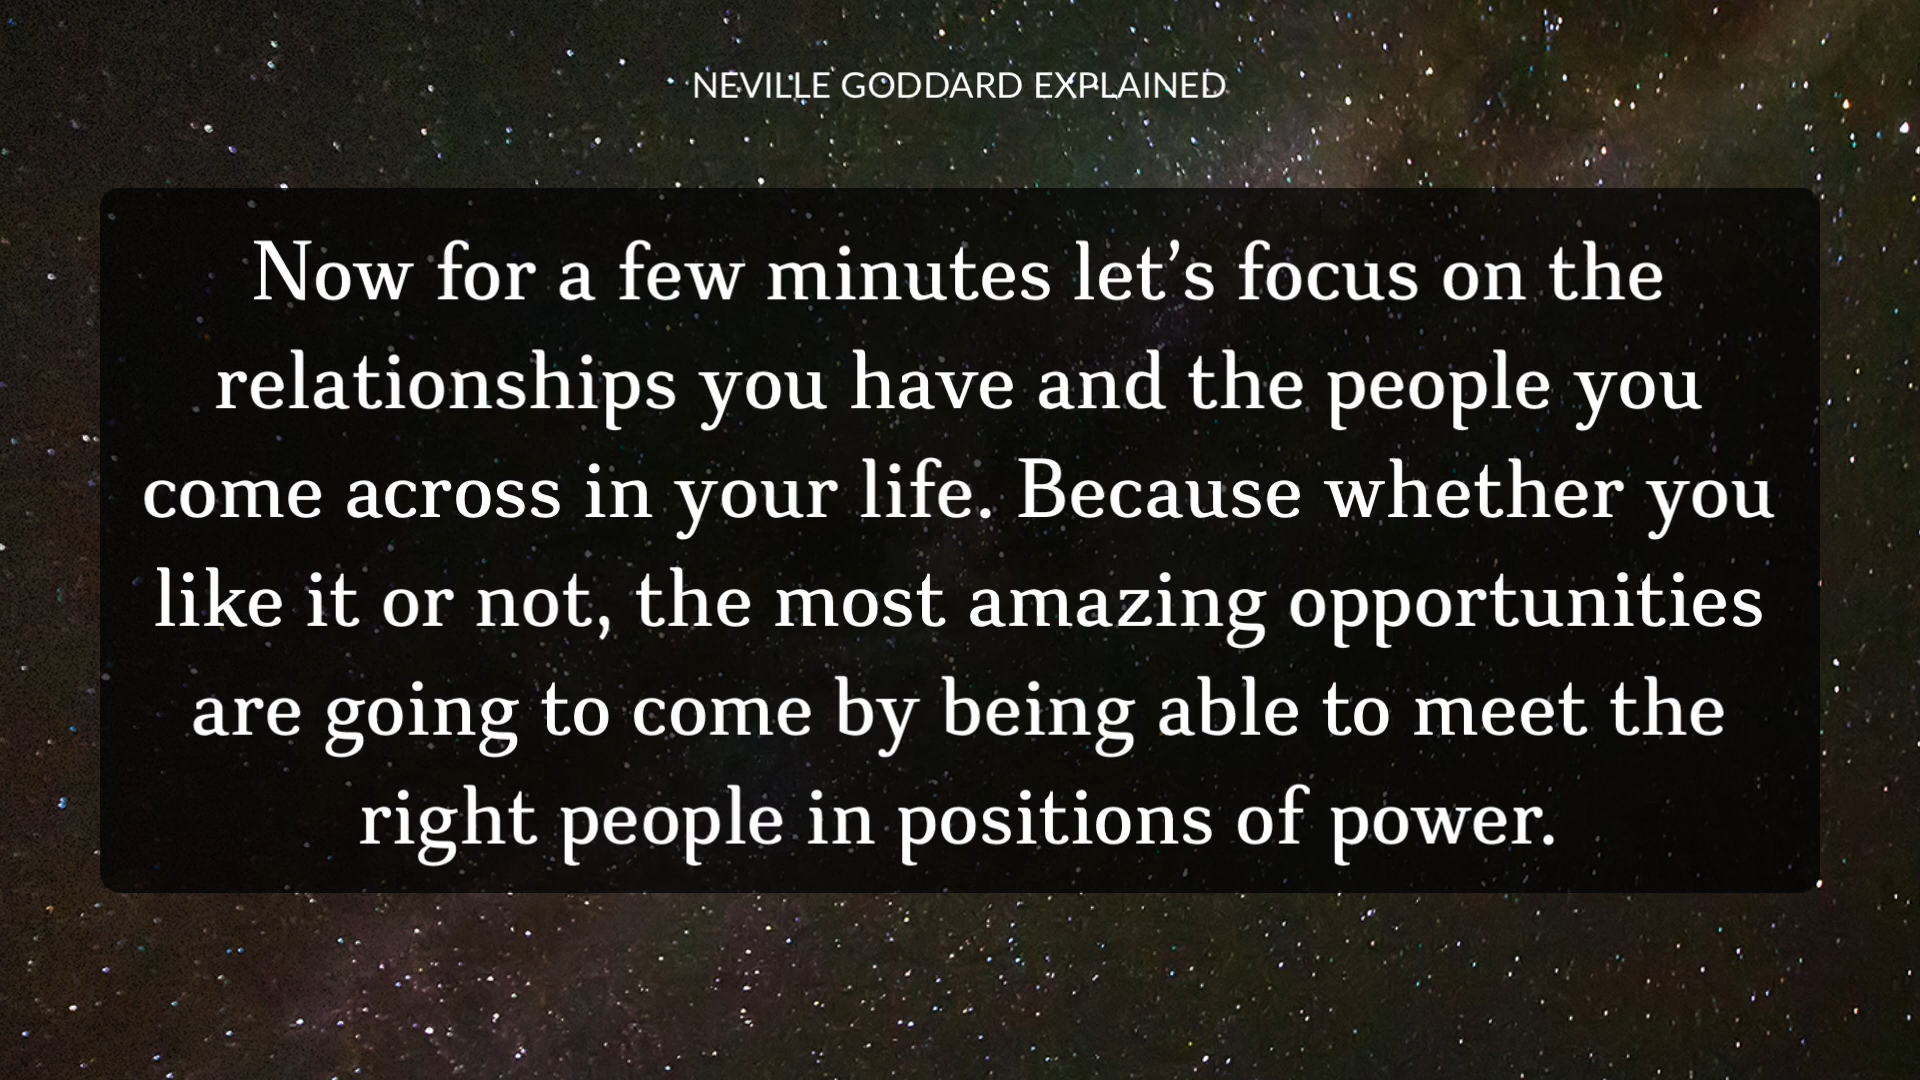 NEVILLE GODDARD EXPLAINED
Now for a few minutes let’s focus on the
relationships you have and the people you
come across in your life. Because whether you
like it or not, the most amazing opportunities
are going to come by being able to meet the
right people in positions of power.